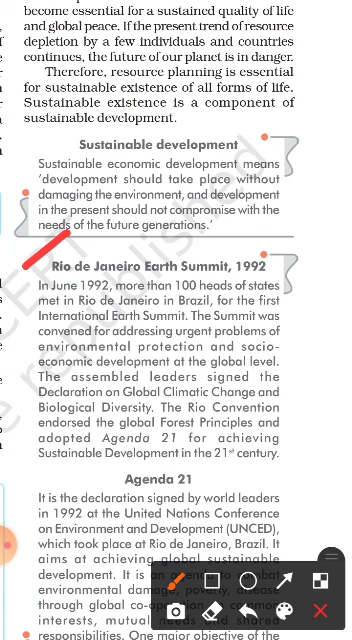 become essential for a sustained quality of life
and global peace. If the present trend of resource
depletion by a few individuals and countries
continues, the future of our planet is in danger.
Therefore, resource planning is essential
for sustainable existence of all forms of life.
Sustainable existence is a component of
sustainable development.
Sustainable development
Sustainable economic development means
‘development should take place without
damaging the environment, and development
in the present should not compromise with the
needs of the future generations.’
Rio de Janeiro Earth Summit, 1992
In June 1992, more than 100 heads of states
met in Rio de Janeiro in Brazil, for the first
International Earth Summit. The Summit was
convened for addressing urgent problems of
environmental protection and socio-
economic development at the global level.
The assembled leaders signed the
Declaration on Global Climatic Change and
Biological Diversity. The Rio Convention
endorsed the global Forest Principles and
adopted Agenda 21 for achieving
Sustainable Development in the 21st century.
Agenda 21
It is the declaration signed by world leaders
in 1992 at the United Nations Conference
on Environment and Development (UNCED),
which took place at Rio de Janeiro, Brazil. It
aims at achieving global sustainable
development. It is an agenda to combat
environmental damage, poverty, disease
through global co-operation, common
interests, mutual needs and shared
responsibilities. One major objective of the